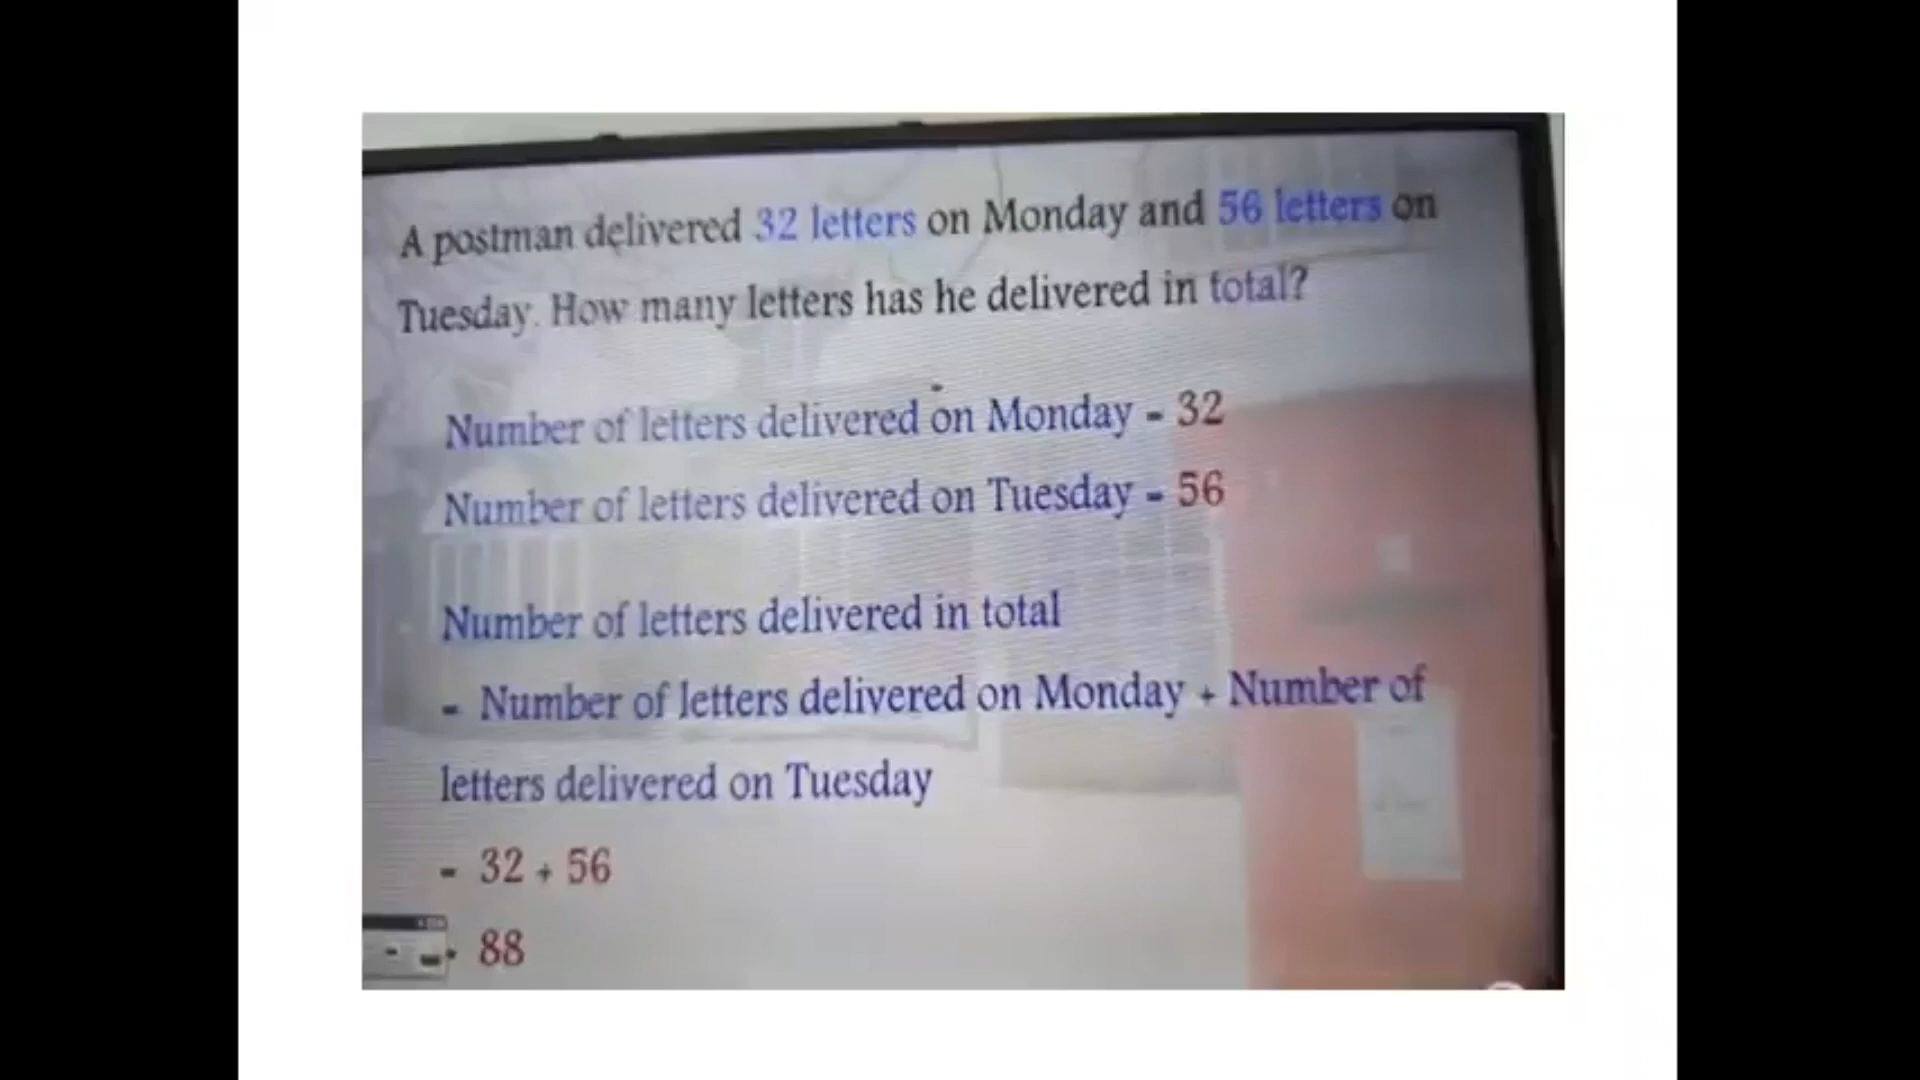 A postman delivered 32 letters on Monday and 56 letters on
Tuesday. How many letters has he delivered in total?
Number of letters delivered on Monday = 32
Number of letters delivered on Tuesday = 56
Number of letters delivered in total
= Number of letters delivered on Monday + Number of
letters delivered on Tuesday
= 32 + 56
= 88